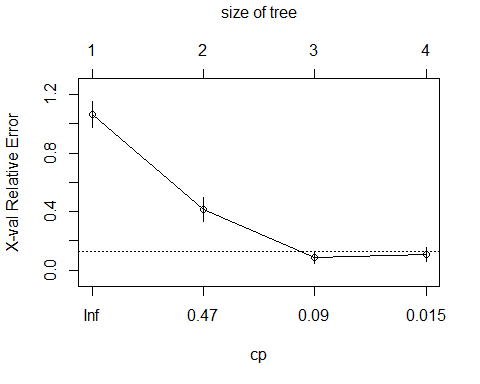 size of tree
1 2 3 4
X-val Relative Error
1.2
0.8
0.4
0.0
Inf 0.47 0.09 0.015
cp